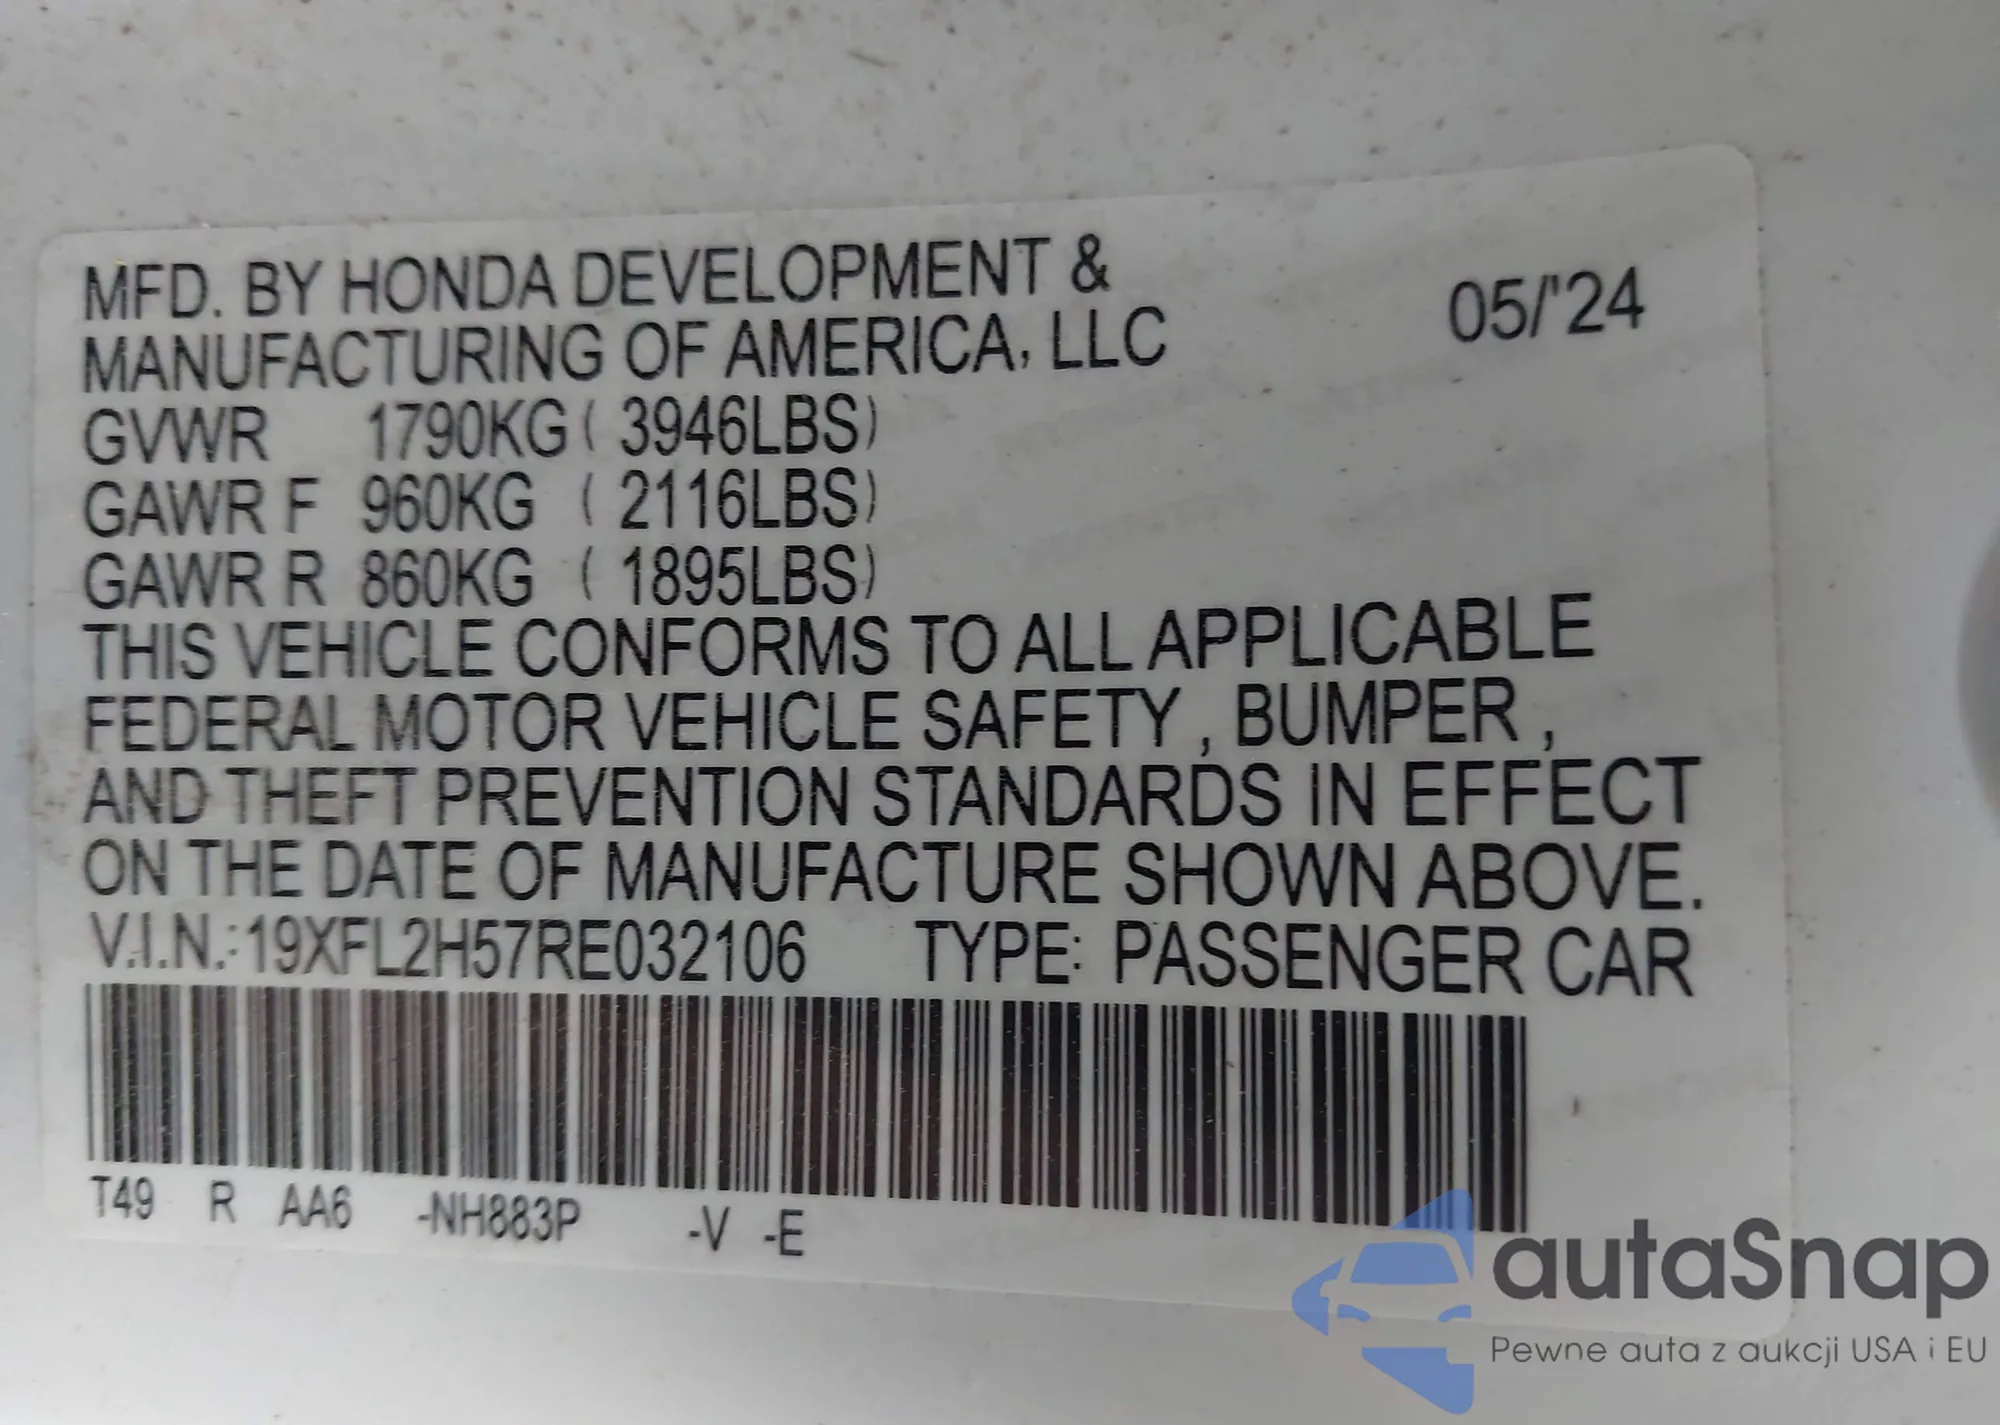 MFD. BY HONDA DEVELOPMENT &
MANUFACTURING OF AMERICA, LLC
05/'24
GVWR 1790KG ( 3946LBS)
GAWR F 960KG ( 2116LBS)
GAWR R 860KG ( 1895LBS)
THIS VEHICLE CONFORMS TO ALL APPLICABLE
FEDERAL MOTOR VEHICLE SAFETY , BUMPER ,
AND THEFT PREVENTION STANDARDS IN EFFECT
ON THE DATE OF MANUFACTURE SHOWN ABOVE.
V.I.N.:19XFL2H57RE032106 TYPE: PASSENGER CAR
T49 R AA6 -NH883P -V -E
autaSnap
Pewne auta z aukcji USA i EU